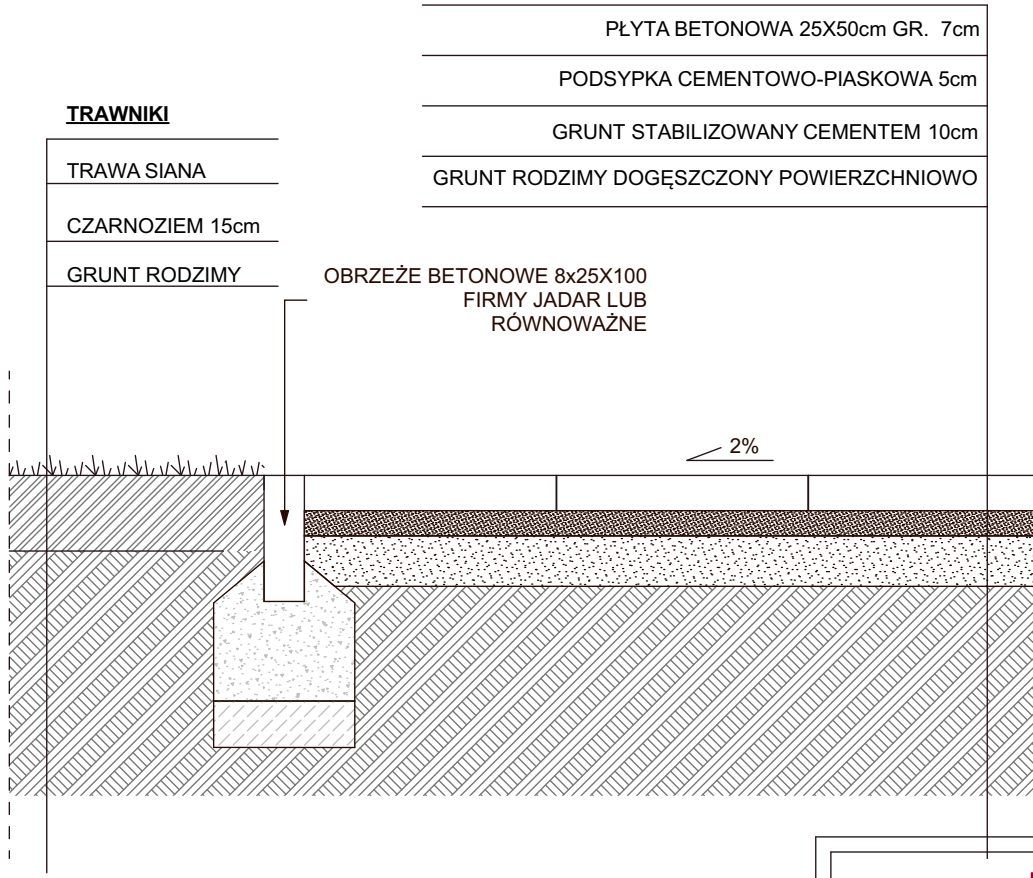 PŁYTA BETONOWA 25X50cm GR. 7cm
PODSYPKA CEMENTOWO-PIASKOWA 5cm
GRUNT STABILIZOWANY CEMENTEM 10cm
GRUNT RODZIMY DOGĘSZCZONY POWIERZCHNIOWO
TRAWNIKI
TRAWA SIANA
CZARNOZIEM 15cm
GRUNT RODZIMY
OBRZEŻE BETONOWE 8x25X100
FIRMY JADAR LUB
RÓWNOWAŻNE
2%